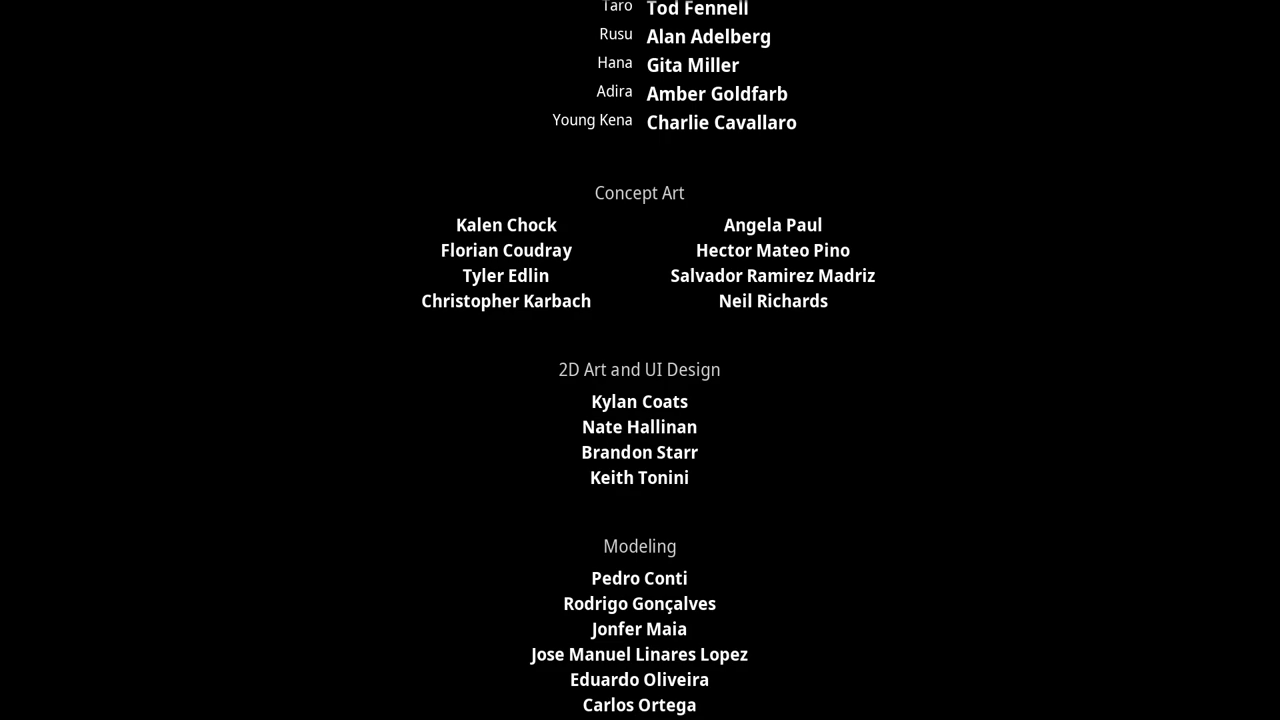 Taro Tod Fennell
Rusu Alan Adelberg
Hana Gita Miller
Adira Amber Goldfarb
Young Kena Charlie Cavallaro
Concept Art
Kalen Chock Angela Paul
Florian Coudray Hector Mateo Pino
Tyler Edlin Salvador Ramirez Madriz
Christopher Karbach Neil Richards
2D Art and UI Design
Kylan Coats
Nate Hallinan
Brandon Starr
Keith Tonini
Modeling
Pedro Conti
Rodrigo Gonçalves
Jonfer Maia
Jose Manuel Linares Lopez
Eduardo Oliveira
Carlos Ortega